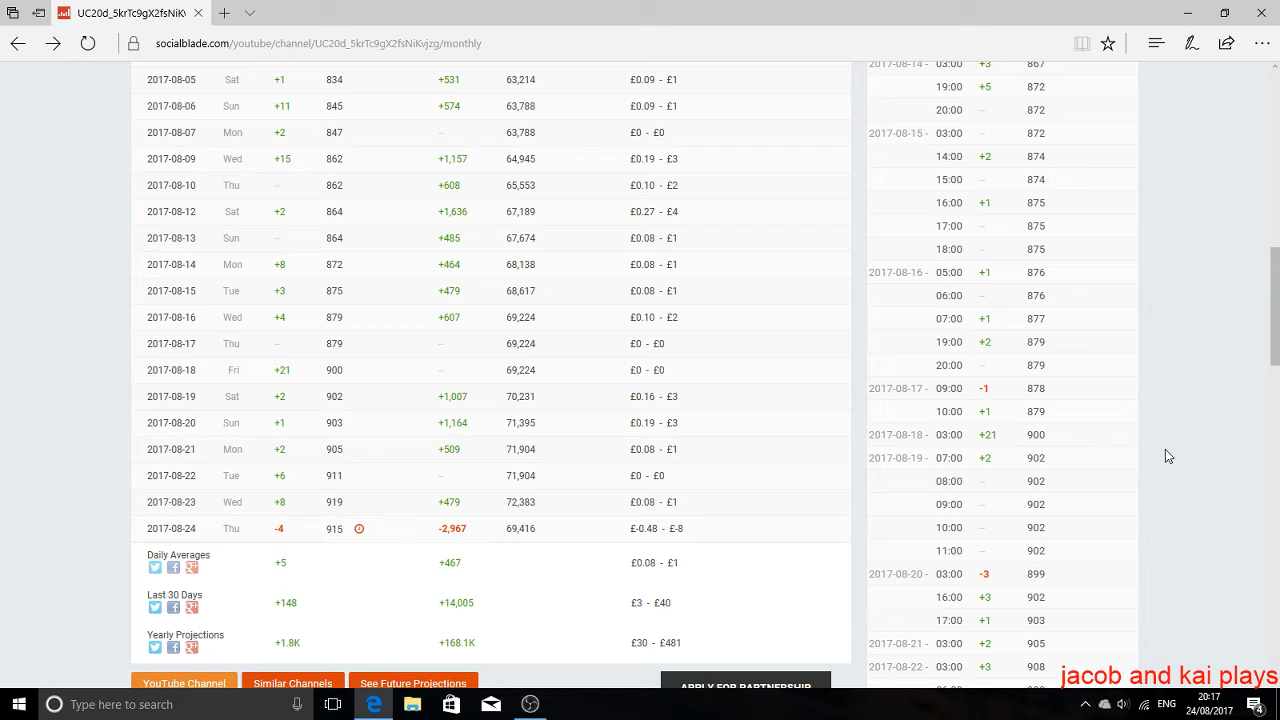 UC20d_5krTc9gX2fsNiKv
socialblade.com/youtube/channel/UC20d_5krTc9gX2fsNiKvjzg/monthly
2017-08-05 Sat +1 834 +531 63,214 £0.09 - £1
2017-08-06 Sun +11 845 +574 63,788 £0.09 - £1
2017-08-07 Mon +2 847 -- 63,788 £0 - £0
2017-08-09 Wed +15 862 +1,157 64,945 £0.19 - £3
2017-08-10 Thu -- 862 +608 65,553 £0.10 - £2
2017-08-12 Sat +2 864 +1,636 67,189 £0.27 - £4
2017-08-13 Sun -- 864 +485 67,674 £0.08 - £1
2017-08-14 Mon +8 872 +464 68,138 £0.08 - £1
2017-08-15 Tue +3 875 +479 68,617 £0.08 - £1
2017-08-16 Wed +4 879 +607 69,224 £0.10 - £2
2017-08-17 Thu -- 879 -- 69,224 £0 - £0
2017-08-18 Fri +21 900 -- 69,224 £0 - £0
2017-08-19 Sat +2 902 +1,007 70,231 £0.16 - £3
2017-08-20 Sun +1 903 +1,164 71,395 £0.19 - £3
2017-08-21 Mon +2 905 +509 71,904 £0.08 - £1
2017-08-22 Tue +6 911 -- 71,904 £0 - £0
2017-08-23 Wed +8 919 +479 72,383 £0.08 - £1
2017-08-24 Thu -4 915 -2,967 69,416 £-0.48 - £-8
Daily Averages +5 +467 £0.08 - £1
Last 30 Days +148 +14,005 £3 - £40
Yearly Projections +1.8K +168.1K £30 - £481
YouTube Channel Similar Channels See Future Projections APPLY FOR PARTNERSHIP
2017-08-14 - 03:00 +3 867
19:00 +5 872
20:00 -- 872
2017-08-15 - 03:00 -- 872
14:00 +2 874
15:00 -- 874
16:00 +1 875
17:00 -- 875
18:00 -- 875
2017-08-16 - 05:00 +1 876
06:00 -- 876
07:00 +1 877
19:00 +2 879
20:00 -- 879
2017-08-17 - 09:00 -1 878
10:00 +1 879
2017-08-18 - 03:00 +21 900
2017-08-19 - 07:00 +2 902
08:00 -- 902
09:00 -- 902
10:00 -- 902
11:00 -- 902
2017-08-20 - 03:00 -3 899
16:00 +3 902
17:00 +1 903
2017-08-21 - 03:00 +2 905
2017-08-22 - 03:00 +3 908
jacob and kai plays
Type here to search
20:17
24/08/2017
4